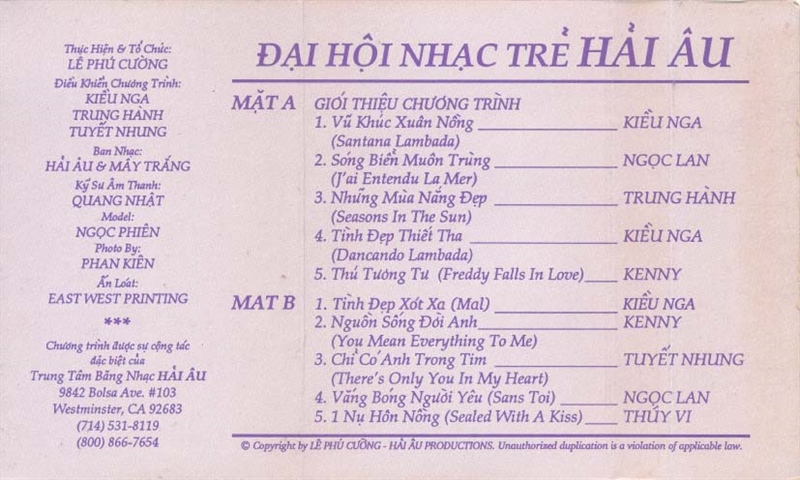 Thực Hiện & Tổ Chúc:
LÊ PHÚ CƯỜNG
Điều Khiển Chương Trình:
KIỀU NGA
TRUNG HÀNH
TUYẾT NHUNG
Ban Nhạc:
HẢI ÂU & MÂY TRẮNG
Kỹ Sư Âm Thanh:
QUANG NHẬT
Model:
NGỌC PHIÊN
Photo By:
PHAN KIÊN
Ấn Loát:
EAST WEST PRINTING
***
Chương trình được sự cộng tác
đặc biệt của
Trung Tâm Băng Nhạc HẢI ÂU
9842 Bolsa Ave. #103
Westminster, CA 92683
(714) 531-8119
(800) 866-7654
ĐẠI HỘI NHẠC TRẺ HẢI ÂU
MẶT A GIỚI THIỆU CHƯƠNG TRÌNH
1. Vũ Khúc Xuân Nồng KIỀU NGA
(Santana Lambada)
2. Sóng Biển Muôn Trùng NGỌC LAN
(J'ai Entendu La Mer)
3. Những Mùa Nắng Đẹp TRUNG HÀNH
(Seasons In The Sun)
4. Tình Đẹp Thiết Tha KIỀU NGA
(Dancando Lambada)
5. Thú Tương Tư (Freddy Falls In Love) KENNY
MAT B 1. Tình Đẹp Xót Xa (Mal) KIỀU NGA
2. Nguồn Sống Đời Anh KENNY
(You Mean Everything To Me)
3. Chỉ Có Anh Trong Tim TUYẾT NHUNG
(There's Only You In My Heart)
4. Vắng Bóng Người Yêu (Sans Toi) NGỌC LAN
5. 1 Nụ Hôn Nồng (Sealed With A Kiss) THÚY VI
© Copyright by LÊ PHÚ CƯỜNG - HẢI ÂU PRODUCTIONS. Unauthorized duplication is a violation of applicable law.